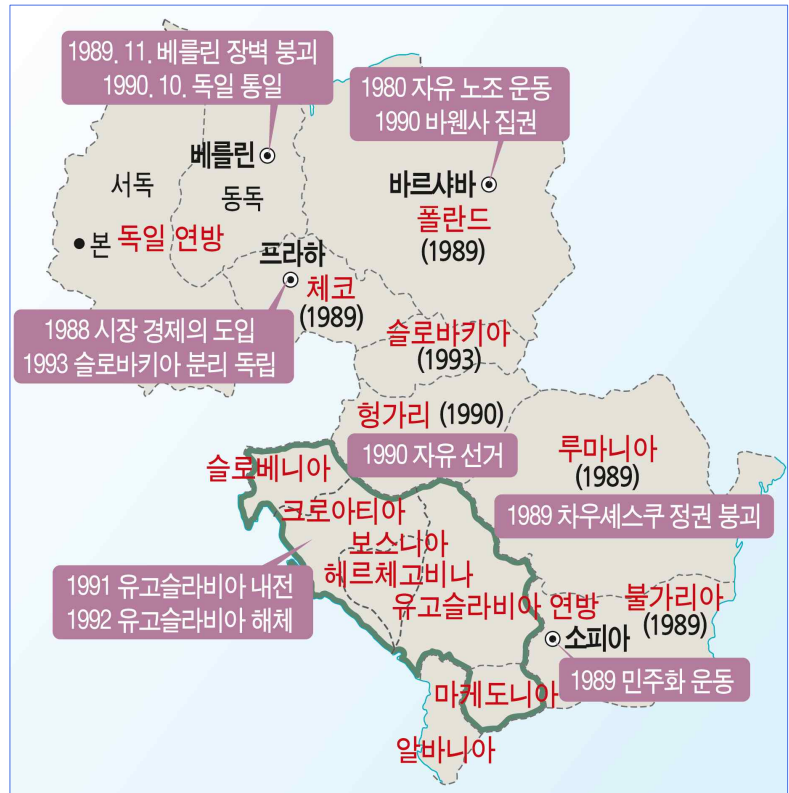 1989. 11. 베를린 장벽 붕괴
1990. 10. 독일 통일
1980 자유 노조 운동
1990 바웬사 집권
베를린
서독
동독
바르샤바
폴란드
(1989)
본 독일 연방
프라하
체코
(1989)
1988 시장 경제의 도입
1993 슬로바키아 분리 독립
슬로바키아
(1993)
헝가리 (1990)
1990 자유 선거
루마니아
(1989)
1989 차우셰스쿠 정권 붕괴
슬로베니아
크로아티아
보스니아
헤르체고비나
1991 유고슬라비아 내전
1992 유고슬라비아 해체
유고슬라비아 연방
불가리아
(1989)
소피아
1989 민주화 운동
마케도니아
알바니아